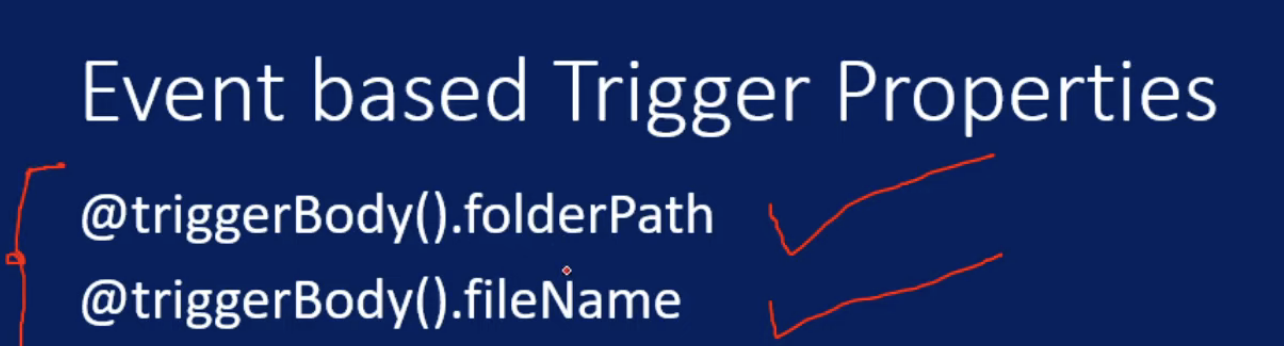 Event based Trigger Properties
@triggerBody().folderPath
@triggerBody().fileName